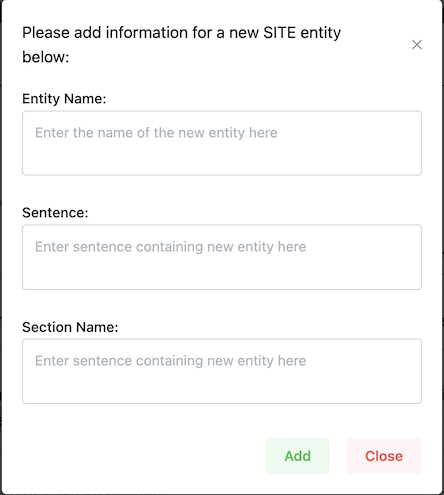 Please add information for a new SITE entity
below:
Entity Name:
Enter the name of the new entity here
Sentence:
Enter sentence containing new entity here
Section Name:
Enter sentence containing new entity here
Add
Close